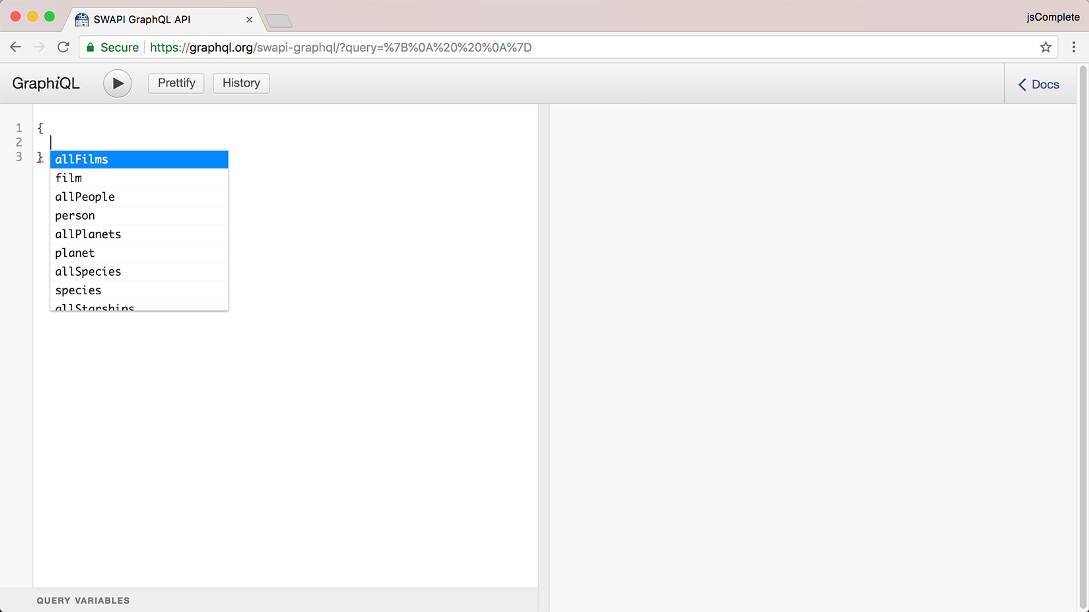 SWAPI GraphQL API
jsComplete
Secure https://graphql.org/swapi-graphql/?query=%7B%0A%20%20%0A%7D
GraphiQL Prettify History Docs
1 {
2
3 }
allFilms
film
allPeople
person
allPlanets
planet
allSpecies
species
allStarships
QUERY VARIABLES